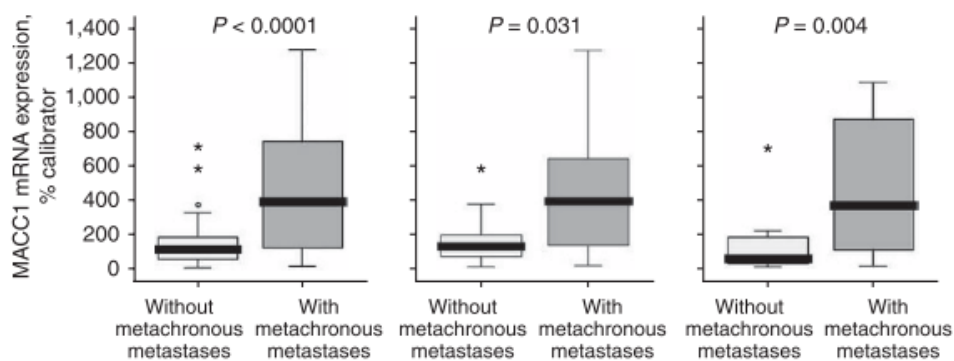 MACC1 mRNA expression,
% calibrator
1,400
1,200
1,000
800
600
400
200
0
P < 0.0001
P = 0.031
P = 0.004
Without
metachronous
metastases
With
metachronous
metastases
Without
metachronous
metastases
With
metachronous
metastases
Without
metachronous
metastases
With
metachronous
metastases